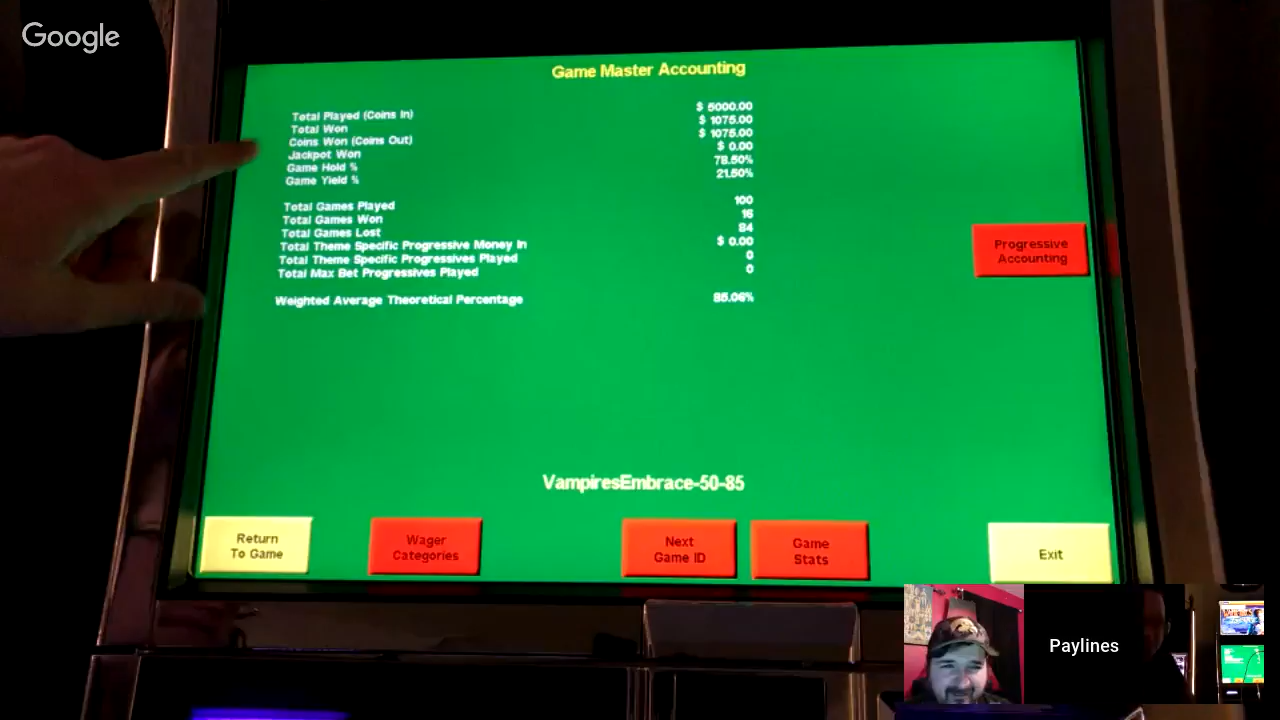 Google
Game Master Accounting
Total Played (Coins In) $ 5000.00
Total Won $ 1075.00
Coins Won (Coins Out) $ 1075.00
Jackpot Won $ 0.00
Game Hold % 78.50%
Game Yield % 21.50%
Total Games Played 100
Total Games Won 16
Total Games Lost 84
Total Theme Specific Progressive Money In $ 0.00
Total Theme Specific Progressives Played 0
Total Max Bet Progressives Played 0
Weighted Average Theoretical Percentage 85.06%
Progressive
Accounting
VampiresEmbrace-50-85
Return
To Game
Wager
Categories
Next
Game ID
Game
Stats
Exit
Paylines